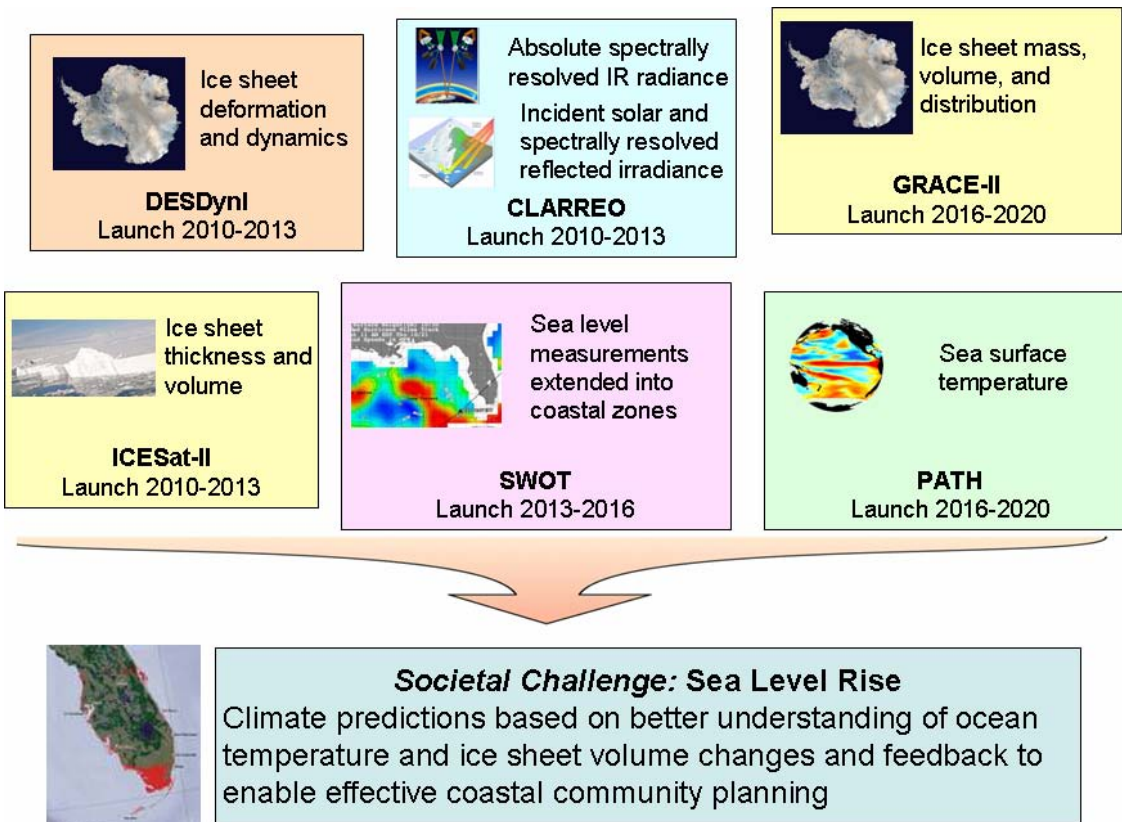 Ice sheet
deformation
and dynamics
DESDynI
Launch 2010-2013
Absolute spectrally
resolved IR radiance
Incident solar and
spectrally resolved
reflected irradiance
CLARREO
Launch 2010-2013
Ice sheet mass,
volume, and
distribution
GRACE-II
Launch 2016-2020
Ice sheet
thickness and
volume
ICESat-II
Launch 2010-2013
Sea level
measurements
extended into
coastal zones
SWOT
Launch 2013-2016
Sea surface
temperature
PATH
Launch 2016-2020
Societal Challenge: Sea Level Rise
Climate predictions based on better understanding of ocean
temperature and ice sheet volume changes and feedback to
enable effective coastal community planning